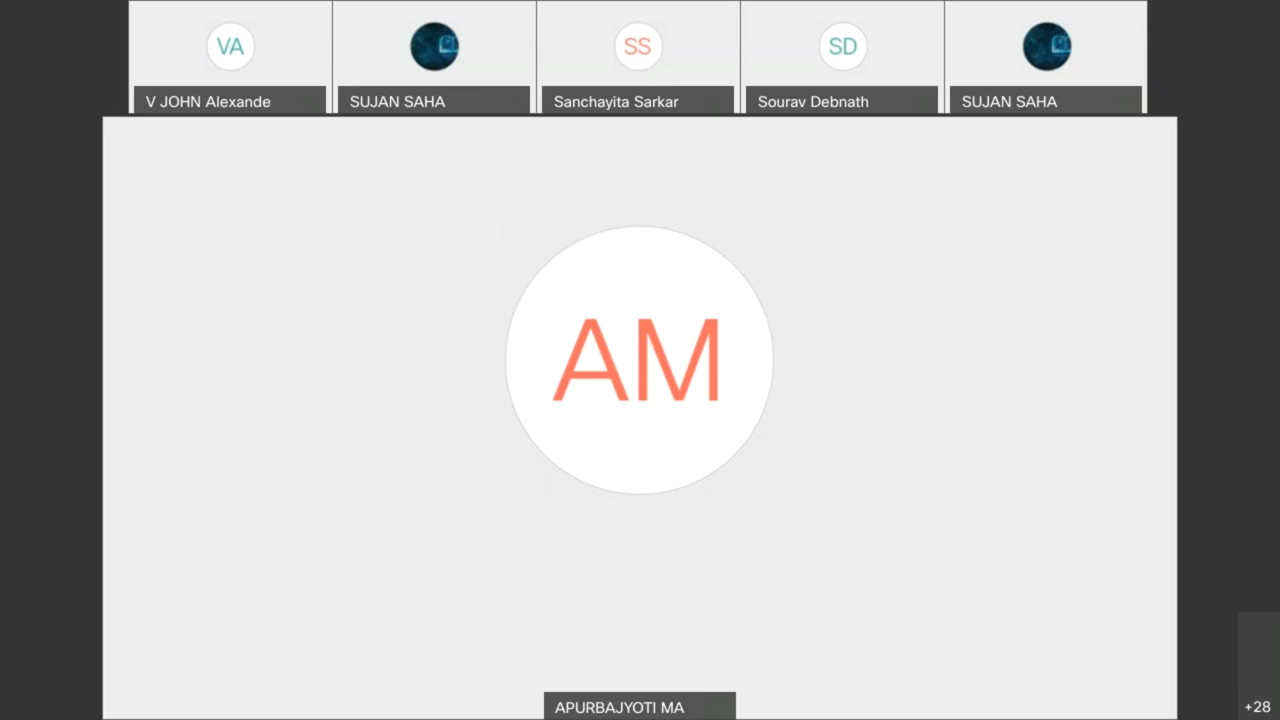 VA
SS
SD
V JOHN Alexande
SUJAN SAHA
Sanchayita Sarkar
Sourav Debnath
SUJAN SAHA
AM
APURBAJYOTI MA
+28